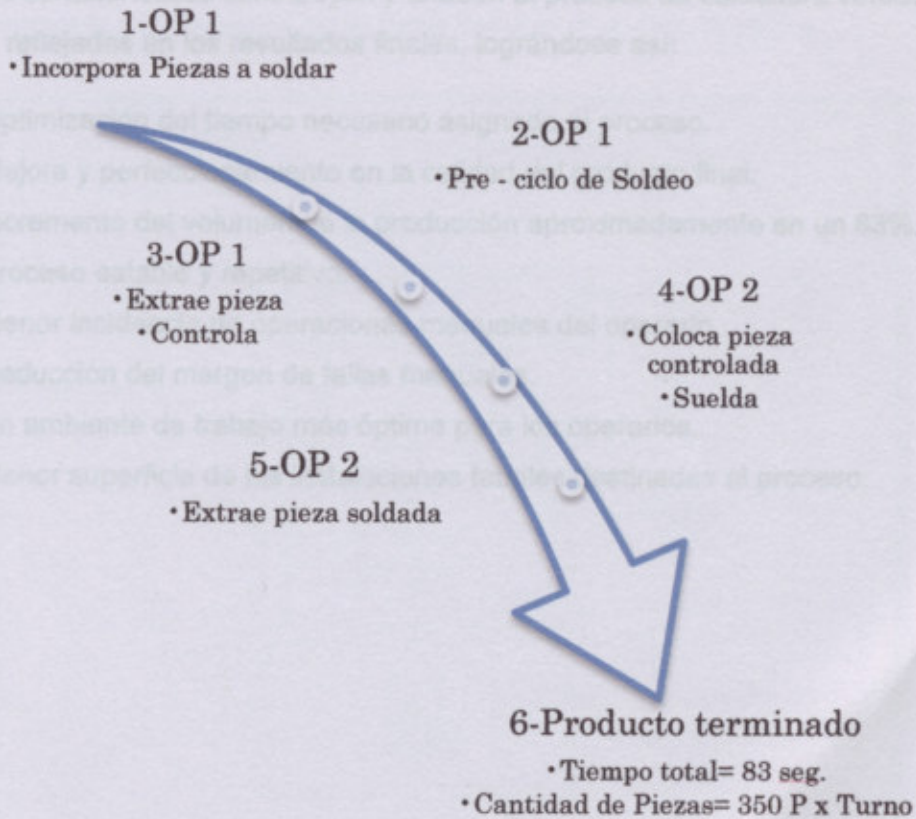 1-OP 1
• Incorpora Piezas a soldar
2-OP 1
• Pre - ciclo de Soldeo
3-OP 1
• Extrae pieza
• Controla
4-OP 2
• Coloca pieza
controlada
• Suelda
5-OP 2
• Extrae pieza soldada
6-Producto terminado
• Tiempo total= 83 seg.
• Cantidad de Piezas= 350 P x Turno